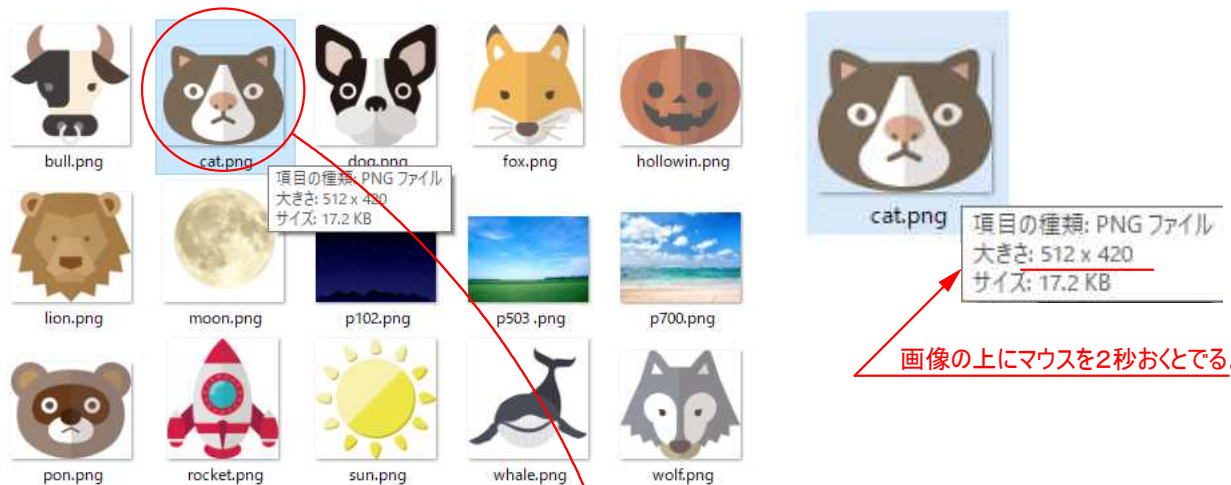 bull.png
cat.png
dog.png
fox.png
hollowin.png
項目の種類: PNG ファイル
大きさ: 512 x 420
サイズ: 17.2 KB
lion.png
moon.png
p102.png
p503 .png
p700.png
pon.png
rocket.png
sun.png
whale.png
wolf.png
cat.png
項目の種類: PNG ファイル
大きさ: 512 x 420
サイズ: 17.2 KB
画像の上にマウスを2秒おくとでる。